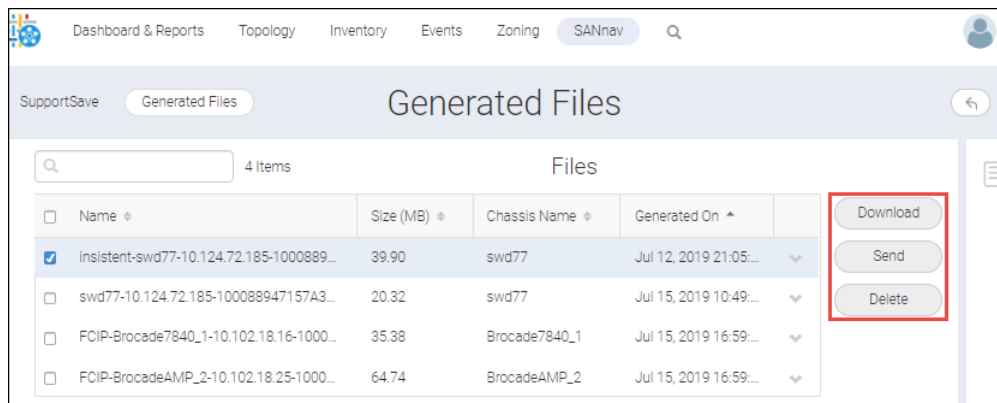 Dashboard & Reports Topology Inventory Events Zoning SANnav
SupportSave Generated Files Generated Files
4 Items Files
Name Size (MB) Chassis Name Generated On
insistent-swd77-10.124.72.185-1000889... 39.90 swd77 Jul 12, 2019 21:05:...
swd77-10.124.72.185-100088947157A3... 20.32 swd77 Jul 15, 2019 10:49:...
FCIP-Brocade7840_1-10.102.18.16-1000... 35.38 Brocade7840_1 Jul 15, 2019 16:59:...
FCIP-BrocadeAMP_2-10.102.18.25-1000... 64.74 BrocadeAMP_2 Jul 15, 2019 16:59:...
Download
Send
Delete